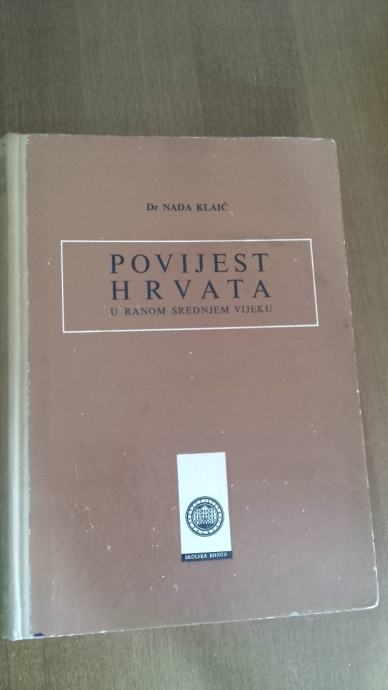 Dr NADA KLAIĆ
POVIJEST
HRVATA
U RANOM SREDNJEM VIJEKU
ŠKOLSKA KNJIGA